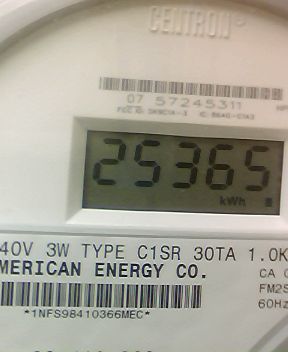 CENTRON®
07 57245311
25365
kWh
40V 3W TYPE C1SR 30TA 1.0K
MERICAN ENERGY CO.
CA
FM2S
60Hz
*1NFS98410366MEC*